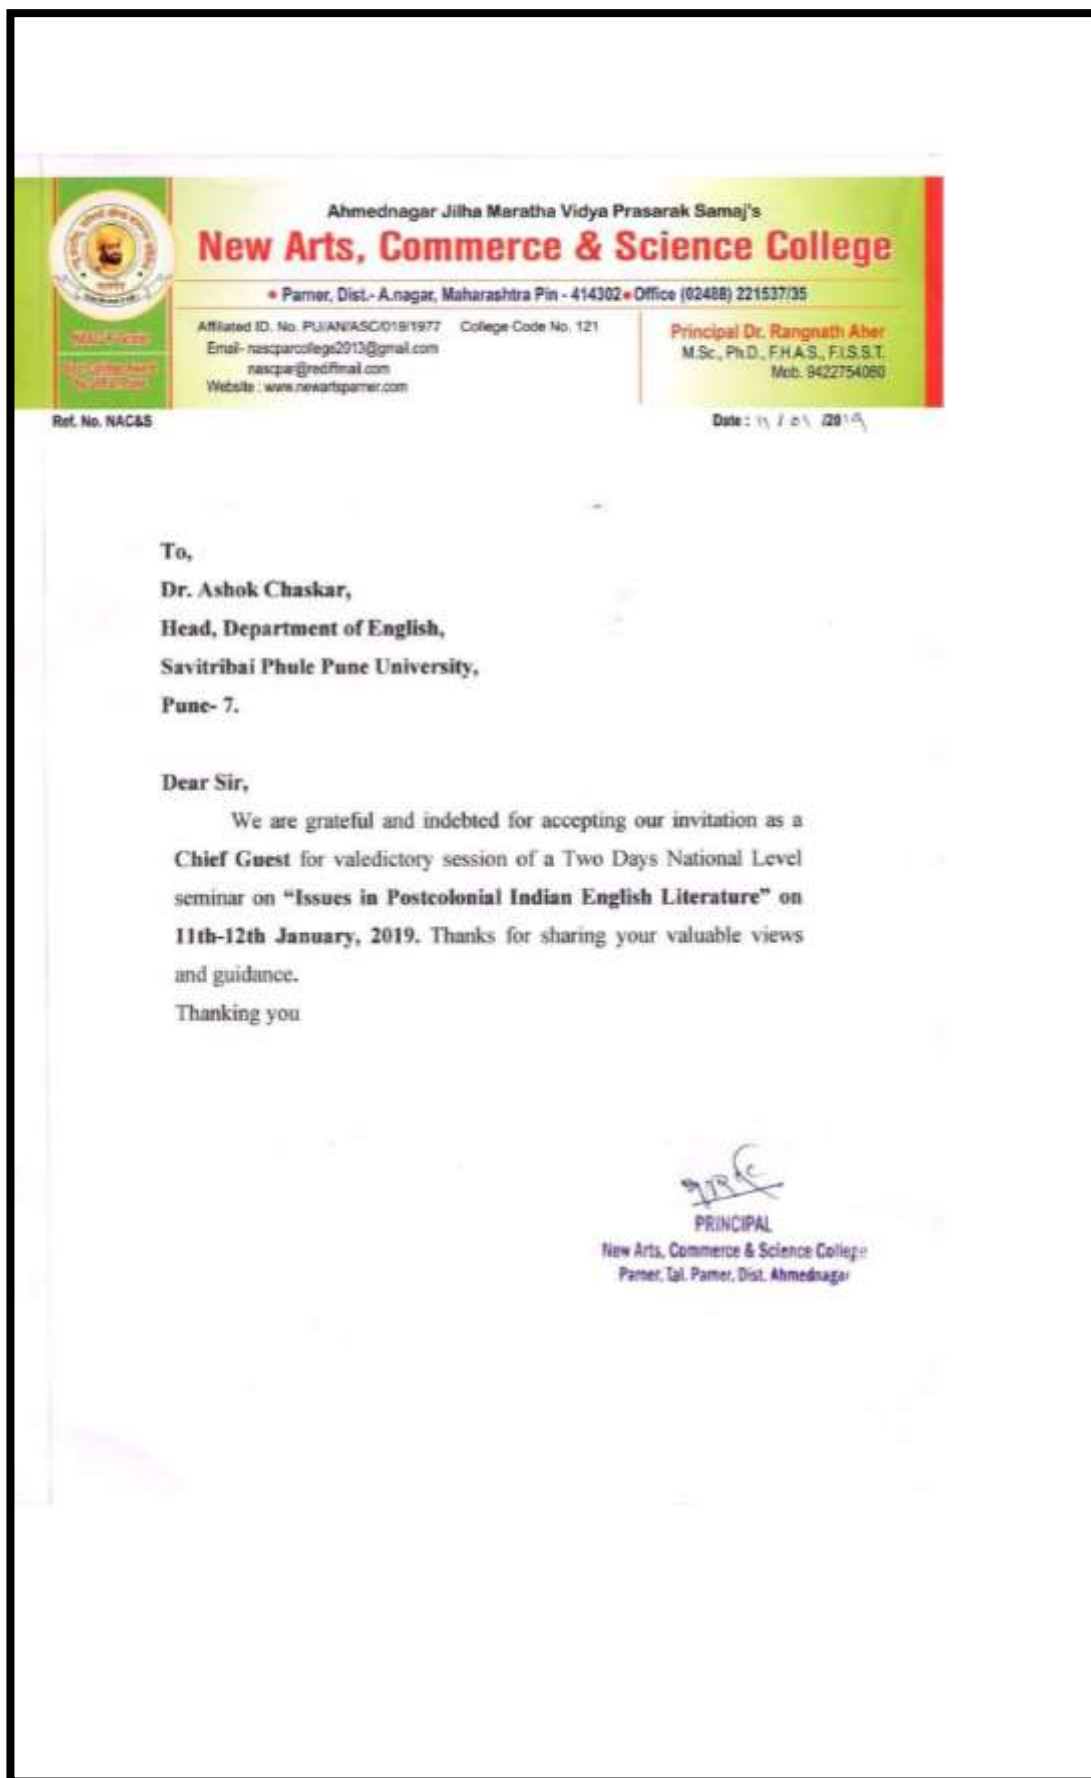 Ahmednagar Jilha Maratha Vidya Prasarak Samaj's
New Arts, Commerce & Science College
• Parner, Dist.- A.nagar, Maharashtra Pin - 414302 • Office (02488) 221537/35
Affiliated ID. No. PU/AN/ASC/019/1977 College Code No. 121
Email- nascparcollege2013@gmail.com
nascpar@rediffmail.com
Website : www.newartsparner.com
Principal Dr. Rangnath Aher
M.Sc., Ph.D., F.H.A.S., F.I.S.S.T.
Mob. 9422754060
Ref. No. NAC&S
Date : 11 / 01 /2019
To,
Dr. Ashok Chaskar,
Head, Department of English,
Savitribai Phule Pune University,
Pune- 7.
Dear Sir,
We are grateful and indebted for accepting our invitation as a
Chief Guest for valedictory session of a Two Days National Level
seminar on “Issues in Postcolonial Indian English Literature” on
11th-12th January, 2019. Thanks for sharing your valuable views
and guidance.
Thanking you
PRINCIPAL
New Arts, Commerce & Science College
Parner, Tal. Parner, Dist. Ahmednagar